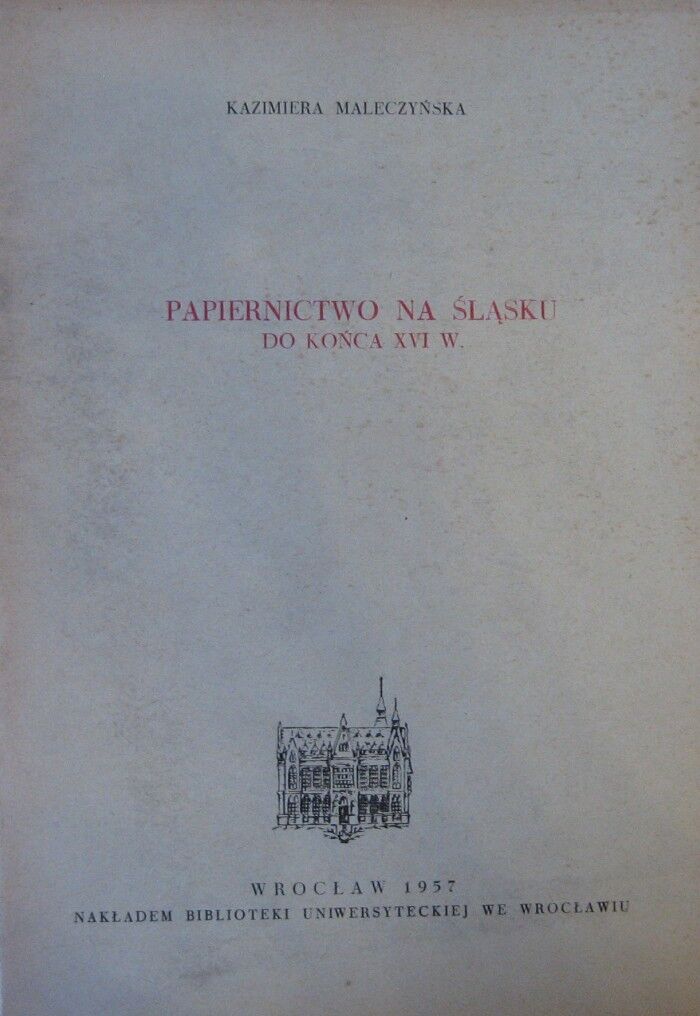 KAZIMIERA MALECZYŃSKA
PAPIERNICTWO NA ŚLĄSKU
DO KOŃCA XVI W.
WROCŁAW 1957
NAKŁADEM BIBLIOTEKI UNIWERSYTECKIEJ WE WROCŁAWIU